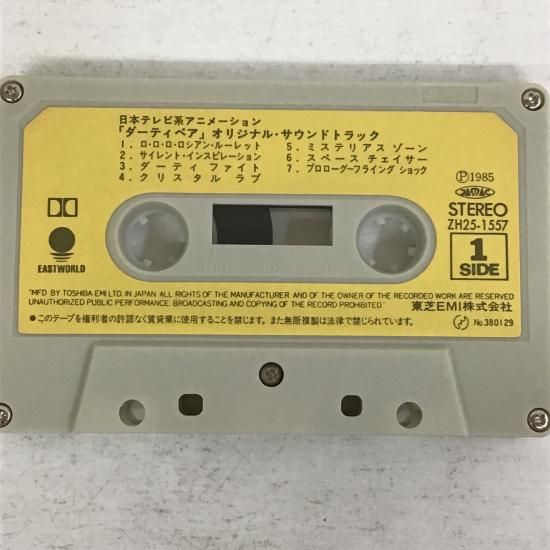 日本テレビ系アニメーション
「ダーティペア」オリジナル・サウンドトラック
1. ロ・ロ・ロ・ロシアン・ルーレット
2. サイレント・インスピレーション
3. ダーティ ファイト
4. クリスタル ラブ
5. ミステリアス ゾーン
6. スペース チェイサー
7. プロローグ〜フライング ショック
Ⓟ1985
JASRAC
STEREO
ZH25-1557
1
SIDE
EASTWORLD
100 50 0
"MFD BY TOSHIBA-EMI LTD. IN JAPAN ALL RIGHTS OF THE MANUFACTURER AND OF THE OWNER OF THE RECORDED WORK ARE RESERVED
UNAUTHORIZED PUBLIC PERFORMANCE. BROADCASTING AND COPYING OF THE RECORD PROHIBITED." 東芝EMI株式会社
●このテープを権利者の許諾なく賃貸業に使用することを禁じます。また無断複製は法律で禁じられています。
No.380129